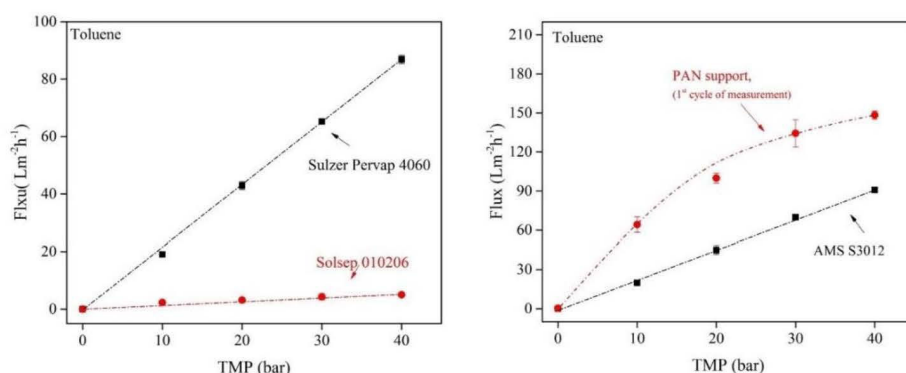 Toluene
100
80
60
40
20
0
Flxu( Lm⁻²h⁻¹)
Sulzer Pervap 4060
Solsep 010206
0 10 20 30 40
TMP (bar)
Toluene
210
180
150
120
90
60
30
0
Flux (Lm⁻²h⁻¹)
PAN support,
(1st cycle of measurement)
AMS S3012
0 10 20 30 40
TMP (bar)